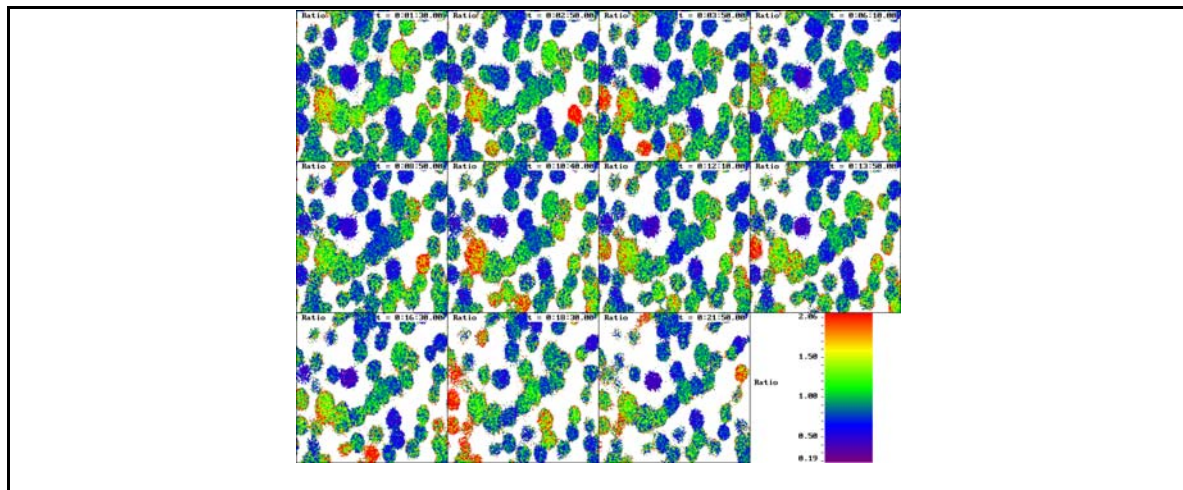 Ratio t = 0:01:30.00
Ratio t = 0:02:50.00
Ratio t = 0:03:50.00
Ratio t = 0:06:10.00
Ratio t = 0:08:50.00
Ratio t = 0:10:40.00
Ratio t = 0:12:10.00
Ratio t = 0:13:50.00
Ratio t = 0:16:30.00
Ratio t = 0:18:30.00
Ratio t = 0:21:50.00
2.06
1.50
Ratio
1.00
0.50
0.19